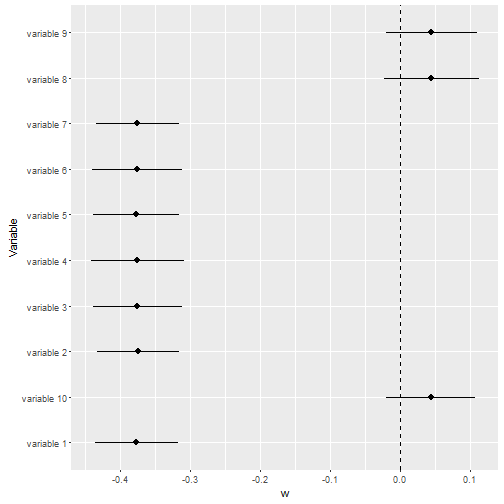 variable 9
variable 8
variable 7
variable 6
variable 5
variable 4
variable 3
variable 2
variable 10
variable 1
Variable
-0.4 -0.3 -0.2 -0.1 0.0 0.1
w